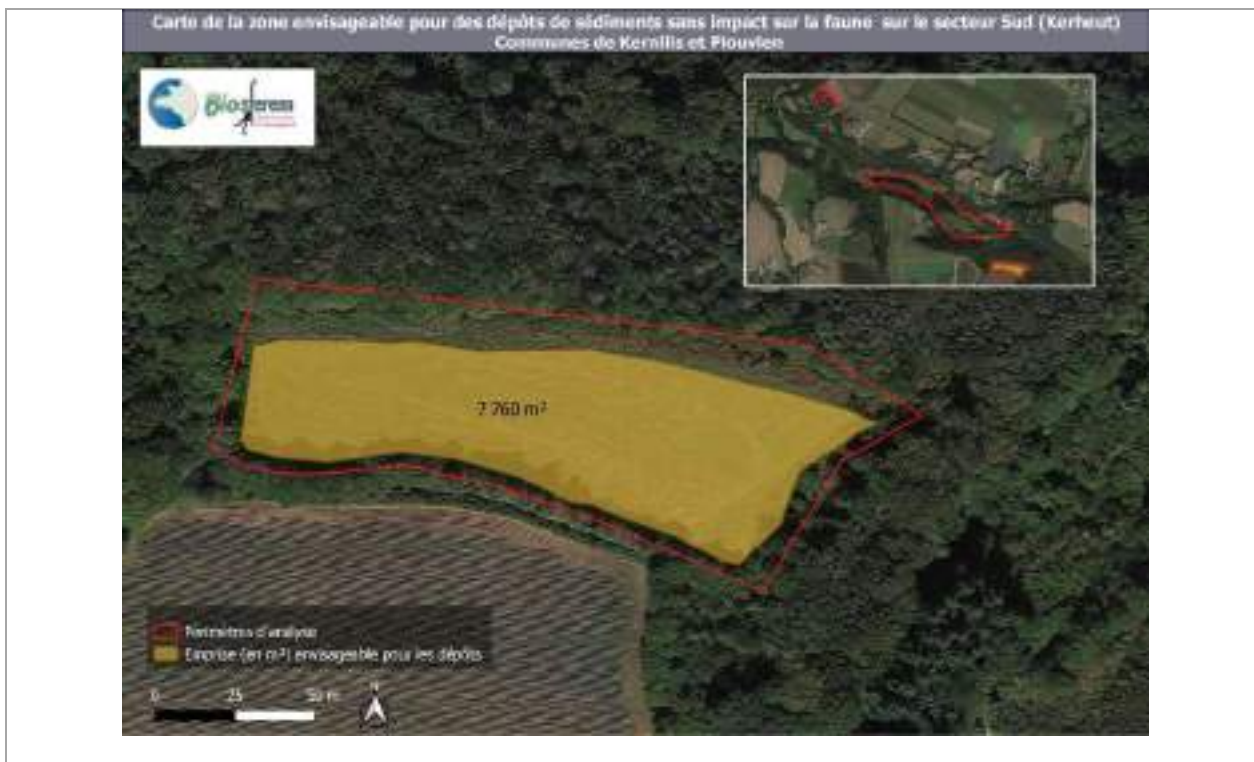 Carte de la zone envisageable pour des dépôts de sédiments sans impact sur la faune sur le secteur Sud (Kerheut)
Communes de Kernilis et Plouvien
Biosferenn
7 760 m²
Périmètres d'analyse
Emprise (en m²) envisageable pour les dépôts
0 25 50 m
N